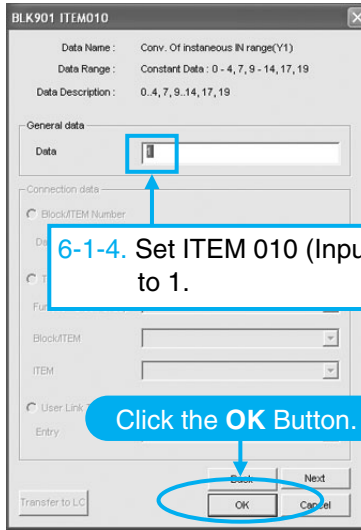 BLK901 ITEM010
Data Name : Conv. Of instaneous IN range(Y1)
Data Range : Constant Data : 0 - 4, 7, 9 - 14, 17, 19
Data Description : 0..4, 7, 9..14, 17, 19
General data
Data
Connection data
Block/ITEM Number
6-1-4. Set ITEM 010 (Inpu
to 1.
Block/ITEM
ITEM
User Link
Click the OK Button.
Entry
Back Next
Transfer to LC OK Cancel